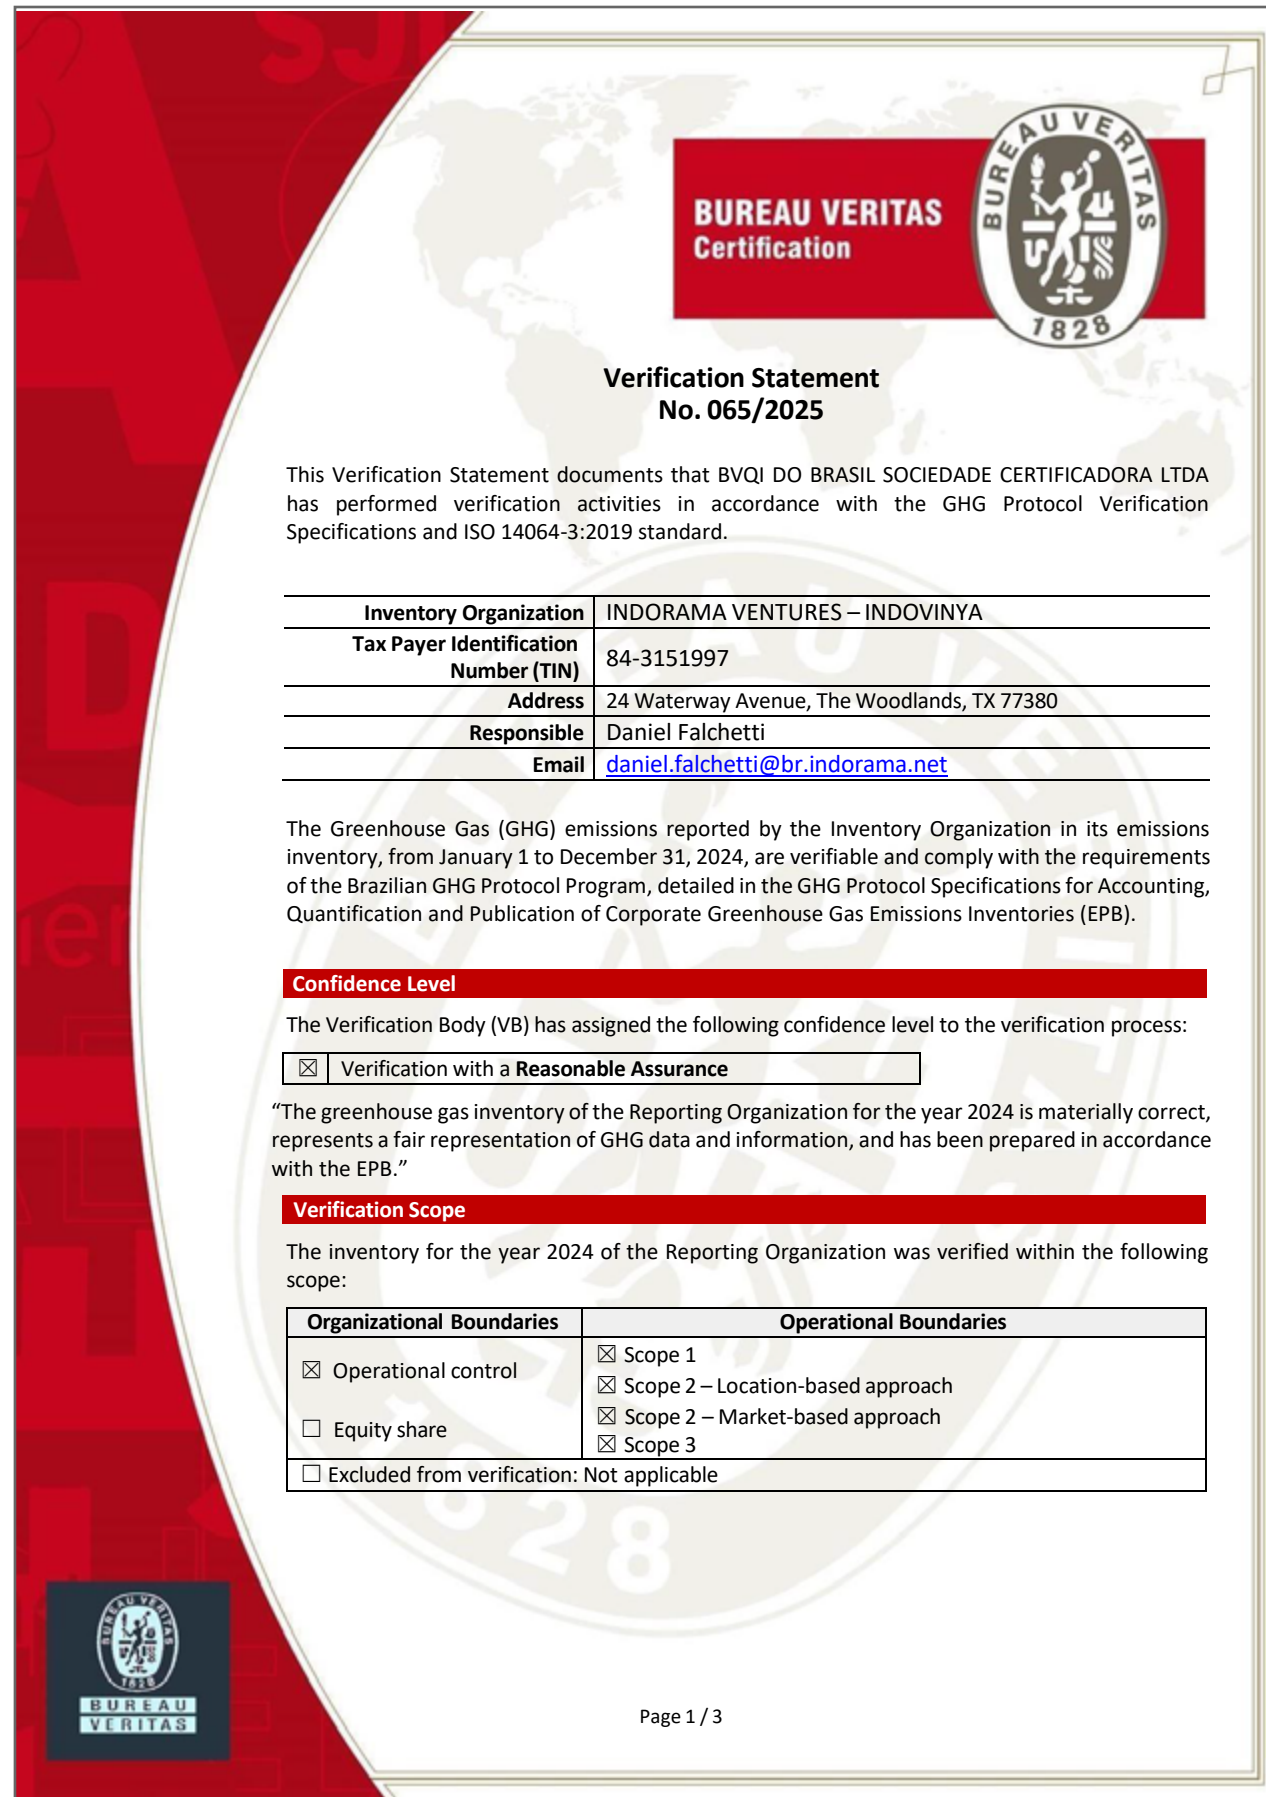 BUREAU VERITAS
Certification
BUREAU VERITAS
1828
Verification Statement
No. 065/2025
This Verification Statement documents that BVQI DO BRASIL SOCIEDADE CERTIFICADORA LTDA
has performed verification activities in accordance with the GHG Protocol Verification
Specifications and ISO 14064-3:2019 standard.
Inventory Organization INDORAMA VENTURES – INDOVINYA
Tax Payer Identification
Number (TIN) 84-3151997
Address 24 Waterway Avenue, The Woodlands, TX 77380
Responsible Daniel Falchetti
Email daniel.falchetti@br.indorama.net
The Greenhouse Gas (GHG) emissions reported by the Inventory Organization in its emissions
inventory, from January 1 to December 31, 2024, are verifiable and comply with the requirements
of the Brazilian GHG Protocol Program, detailed in the GHG Protocol Specifications for Accounting,
Quantification and Publication of Corporate Greenhouse Gas Emissions Inventories (EPB).
Confidence Level
The Verification Body (VB) has assigned the following confidence level to the verification process:
☒ Verification with a Reasonable Assurance
“The greenhouse gas inventory of the Reporting Organization for the year 2024 is materially correct,
represents a fair representation of GHG data and information, and has been prepared in accordance
with the EPB.”
Verification Scope
The inventory for the year 2024 of the Reporting Organization was verified within the following
scope:
Organizational Boundaries Operational Boundaries
☒ Operational control
☐ Equity share
☒ Scope 1
☒ Scope 2 – Location-based approach
☒ Scope 2 – Market-based approach
☒ Scope 3
☐ Excluded from verification: Not applicable
BUREAU VERITAS
1828
BUREAU
VERITAS
Page 1 / 3